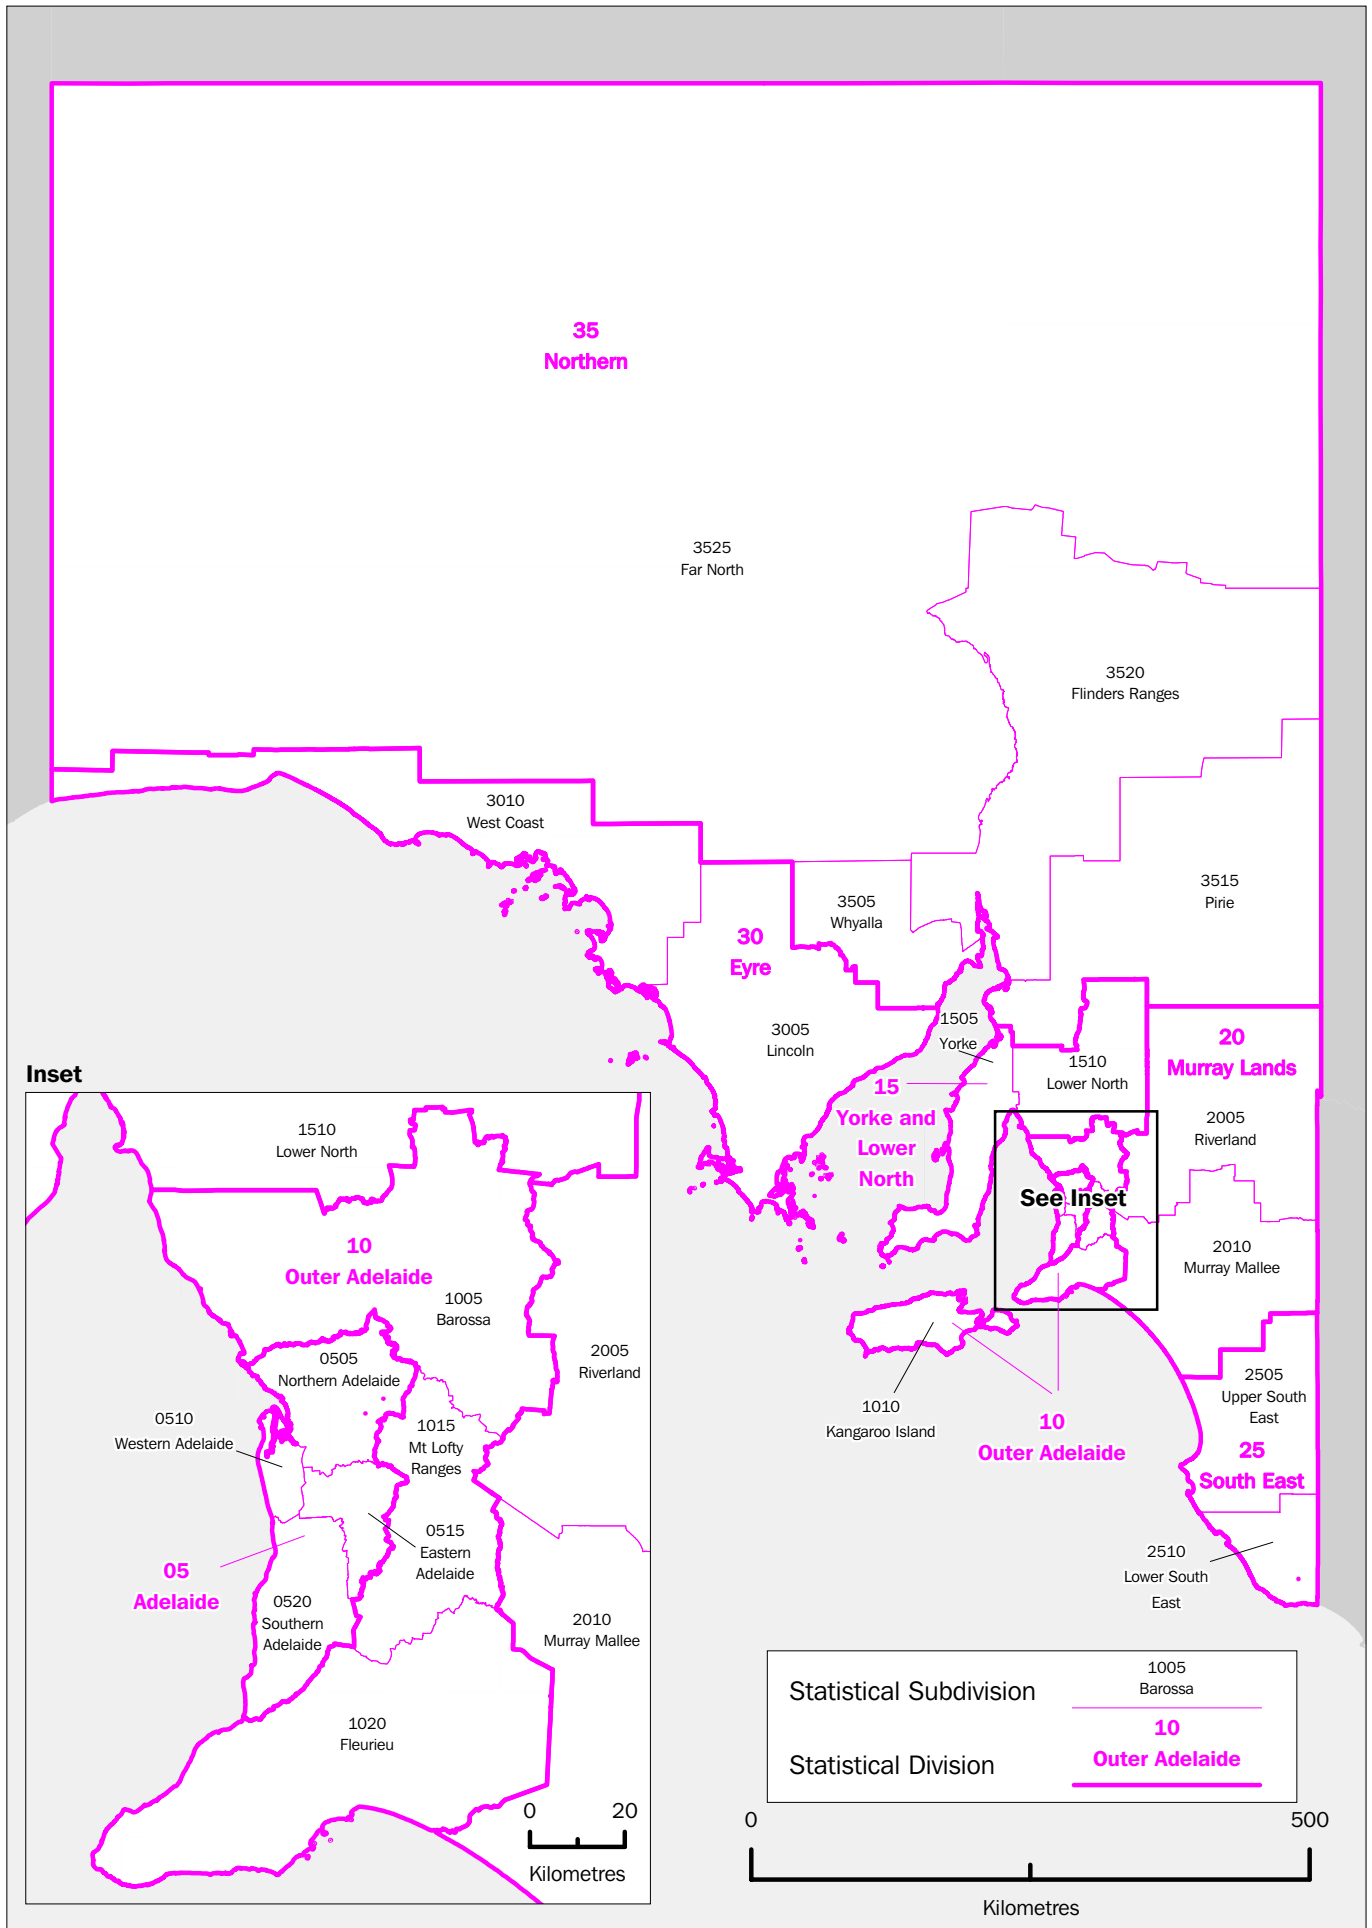 35
Northern
3525
Far North
3520
Flinders Ranges
3010
West Coast
3505
Whyalla
3515
Pirie
30
Eyre
3005
Lincoln
1505
Yorke
1510
Lower North
20
Murray Lands
15
Yorke and
Lower
North
2005
Riverland
See Inset
2010
Murray Mallee
1010
Kangaroo Island
10
Outer Adelaide
2505
Upper South
East
25
South East
2510
Lower South
East
Inset
1510
Lower North
10
Outer Adelaide
1005
Barossa
0505
Northern Adelaide
2005
Riverland
0510
Western Adelaide
1015
Mt Lofty
Ranges
0515
Eastern
Adelaide
05
Adelaide
0520
Southern
Adelaide
2010
Murray Mallee
1020
Fleurieu
0 20
Kilometres
Statistical Subdivision
1005
Barossa
Statistical Division
10
Outer Adelaide
0 500
Kilometres